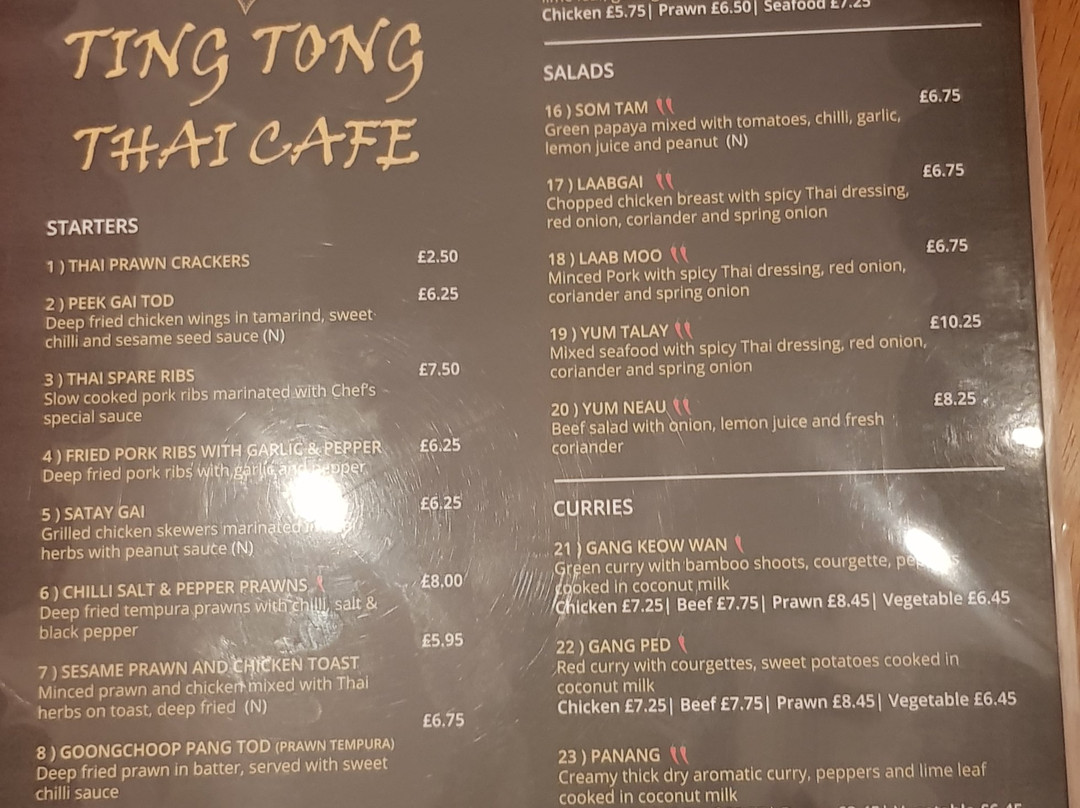 TING TONG
THAI CAFE
STARTERS
1 ) THAI PRAWN CRACKERS £2.50
2 ) PEEK GAI TOD £6.25
Deep fried chicken wings in tamarind, sweet
chilli and sesame seed sauce (N)
3 ) THAI SPARE RIBS £7.50
Slow cooked pork ribs marinated with Chef's
special sauce
4 ) FRIED PORK RIBS WITH GARLIC & PEPPER £6.25
Deep fried pork ribs with garlic and pepper
5 ) SATAY GAI £6.25
Grilled chicken skewers marinated
herbs with peanut sauce (N)
6 ) CHILLI SALT & PEPPER PRAWNS £8.00
Deep fried tempura prawns with chilli, salt &
black pepper
£5.95
7 ) SESAME PRAWN AND CHICKEN TOAST
Minced prawn and chicken mixed with Thai
herbs on toast, deep fried (N)
£6.75
8 ) GOONGCHOOP PANG TOD (PRAWN TEMPURA)
Deep fried prawn in batter, served with sweet
chilli sauce
Chicken £5.75| Prawn £6.50| Seafood £7.25
SALADS
16 ) SOM TAM £6.75
Green papaya mixed with tomatoes, chilli, garlic,
lemon juice and peanut (N)
17 ) LAABGAI £6.75
Chopped chicken breast with spicy Thai dressing,
red onion, coriander and spring onion
18 ) LAAB MOO £6.75
Minced Pork with spicy Thai dressing, red onion,
coriander and spring onion
19 ) YUM TALAY £10.25
Mixed seafood with spicy Thai dressing, red onion,
coriander and spring onion
20 ) YUM NEAU £8.25
Beef salad with onion, lemon juice and fresh
coriander
CURRIES
21 ) GANG KEOW WAN
Green curry with bamboo shoots, courgette,
cooked in coconut milk
Chicken £7.25| Beef £7.75| Prawn £8.45| Vegetable £6.45
22 ) GANG PED
Red curry with courgettes, sweet potatoes cooked in
coconut milk
Chicken £7.25| Beef £7.75| Prawn £8.45| Vegetable £6.45
23 ) PANANG
Creamy thick dry aromatic curry, peppers and lime leaf
cooked in coconut milk